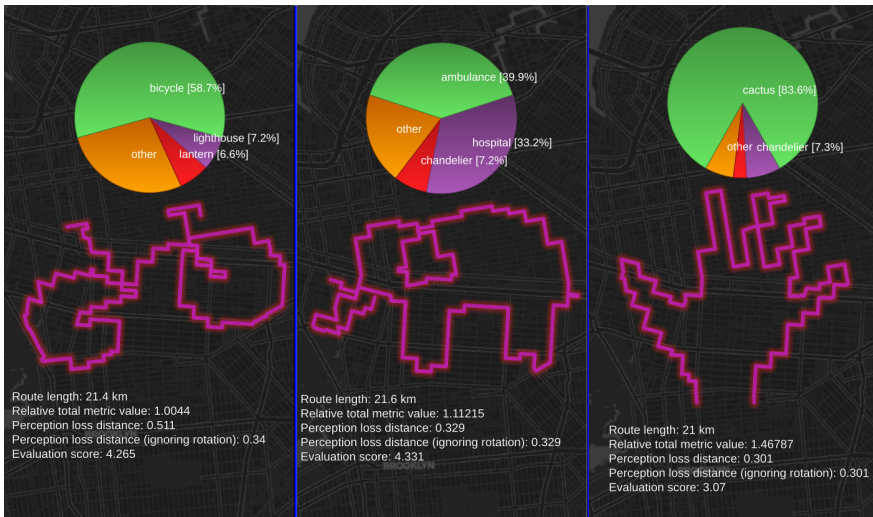 bicycle [58.7%]
lighthouse [7.2%]
other
lantern [6.6%]
Route length: 21.4 km
Relative total metric value: 1.0044
Perception loss distance: 0.511
Perception loss distance (ignoring rotation): 0.34
Evaluation score: 4.265
ambulance [39.9%]
other
hospital [33.2%]
chandelier [7.2%]
Route length: 21.6 km
Relative total metric value: 1.11215
Perception loss distance: 0.329
Perception loss distance (ignoring rotation): 0.329
Evaluation score: 4.331
BROOKLYN
cactus [83.6%]
other
chandelier [7.3%]
Route length: 21 km
Relative total metric value: 1.46787
Perception loss distance: 0.301
Perception loss distance (ignoring rotation): 0.301
Evaluation score: 3.07